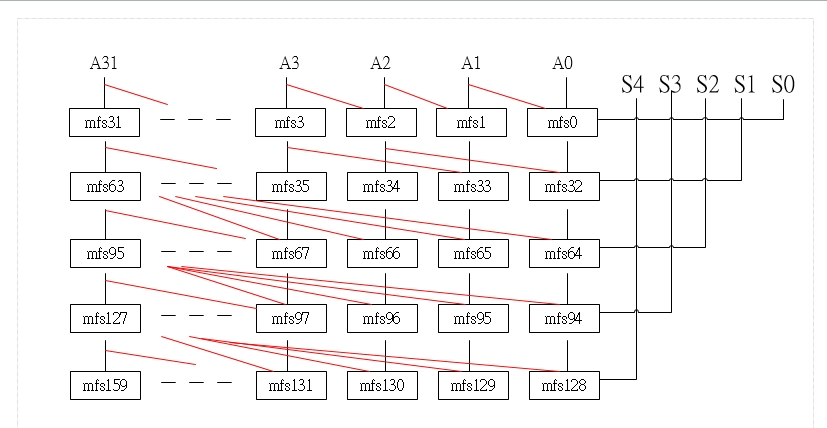 A31 A3 A2 A1 A0
S4 S3 S2 S1 S0
mfs31 mfs3 mfs2 mfs1 mfs0
mfs63 mfs35 mfs34 mfs33 mfs32
mfs95 mfs67 mfs66 mfs65 mfs64
mfs127 mfs97 mfs96 mfs95 mfs94
mfs159 mfs131 mfs130 mfs129 mfs128